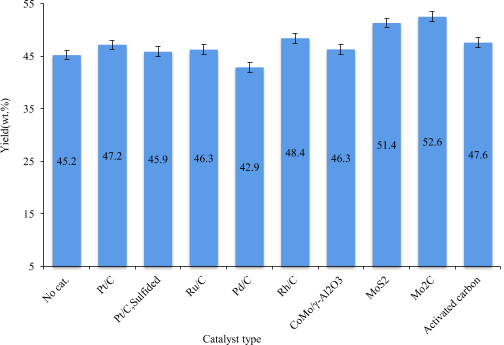 55
45
35
25
15
5
Yield(wt.%)
45.2
47.2
45.9
46.3
42.9
48.4
46.3
51.4
52.6
47.6
No cat.
Pt/C
Pt/C,Sulfided
Ru/C
Pd/C
Rh/C
CoMo/γ-Al2O3
MoS2
Mo2C
Activated carbon
Catalyst type